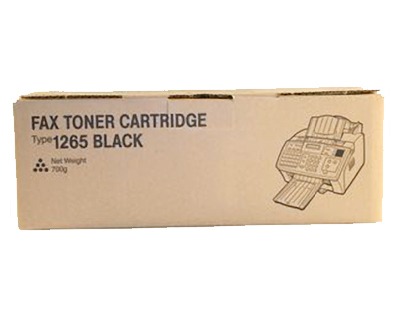 FAX TONER CARTRIDGE
Type 1265 BLACK
Net Weight
700g